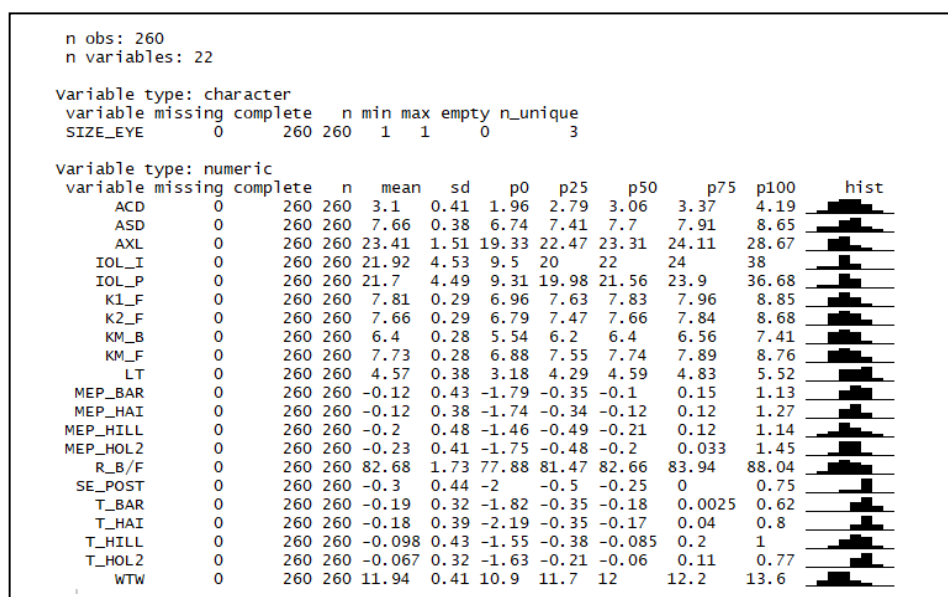 n obs: 260
n variables: 22
Variable type: character
variable missing complete n min max empty n_unique
SIZE_EYE 0 260 260 1 1 0 3
Variable type: numeric
variable missing complete n mean sd p0 p25 p50 p75 p100 hist
ACD 0 260 260 3.1 0.41 1.96 2.79 3.06 3.37 4.19
ASD 0 260 260 7.66 0.38 6.74 7.41 7.7 7.91 8.65
AXL 0 260 260 23.41 1.51 19.33 22.47 23.31 24.11 28.67
IOL_I 0 260 260 21.92 4.53 9.5 20 22 24 38
IOL_P 0 260 260 21.7 4.49 9.31 19.98 21.56 23.9 36.68
K1_F 0 260 260 7.81 0.29 6.96 7.63 7.83 7.96 8.85
K2_F 0 260 260 7.66 0.29 6.79 7.47 7.66 7.84 8.68
KM_B 0 260 260 6.4 0.28 5.54 6.2 6.4 6.56 7.41
KM_F 0 260 260 7.73 0.28 6.88 7.55 7.74 7.89 8.76
LT 0 260 260 4.57 0.38 3.18 4.29 4.59 4.83 5.52
MEP_BAR 0 260 260 -0.12 0.43 -1.79 -0.35 -0.1 0.15 1.13
MEP_HAI 0 260 260 -0.12 0.38 -1.74 -0.34 -0.12 0.12 1.27
MEP_HILL 0 260 260 -0.2 0.48 -1.46 -0.49 -0.21 0.12 1.14
MEP_HOL2 0 260 260 -0.23 0.41 -1.75 -0.48 -0.2 0.033 1.45
R_B/F 0 260 260 82.68 1.73 77.88 81.47 82.66 83.94 88.04
SE_POST 0 260 260 -0.3 0.44 -2 -0.5 -0.25 0 0.75
T_BAR 0 260 260 -0.19 0.32 -1.82 -0.35 -0.18 0.0025 0.62
T_HAI 0 260 260 -0.18 0.39 -2.19 -0.35 -0.17 0.04 0.8
T_HILL 0 260 260 -0.098 0.43 -1.55 -0.38 -0.085 0.2 1
T_HOL2 0 260 260 -0.067 0.32 -1.63 -0.21 -0.06 0.11 0.77
WTW 0 260 260 11.94 0.41 10.9 11.7 12 12.2 13.6